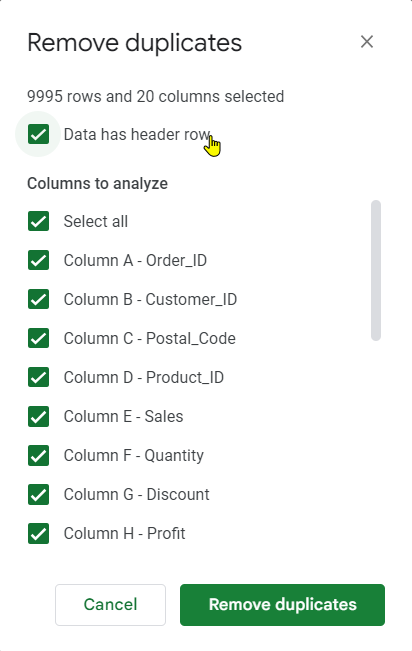 Remove duplicates
9995 rows and 20 columns selected
Data has header row
Columns to analyze
Select all
Column A - Order_ID
Column B - Customer_ID
Column C - Postal_Code
Column D - Product_ID
Column E - Sales
Column F - Quantity
Column G - Discount
Column H - Profit
Cancel
Remove duplicates